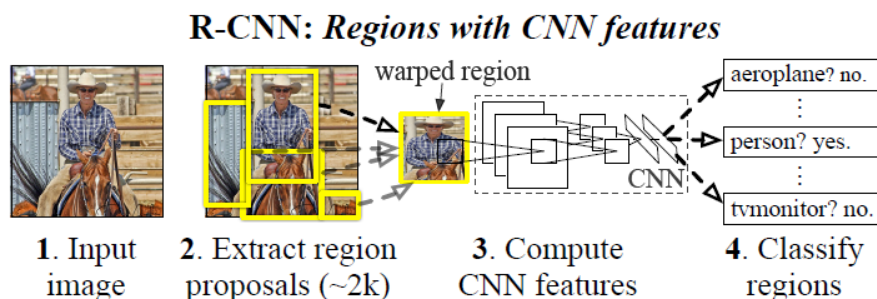 R-CNN: Regions with CNN features
warped region
aeroplane? no.
⋮
person? yes.
⋮
tvmonitor? no.
CNN
1. Input
image
2. Extract region
proposals (~2k)
3. Compute
CNN features
4. Classify
regions